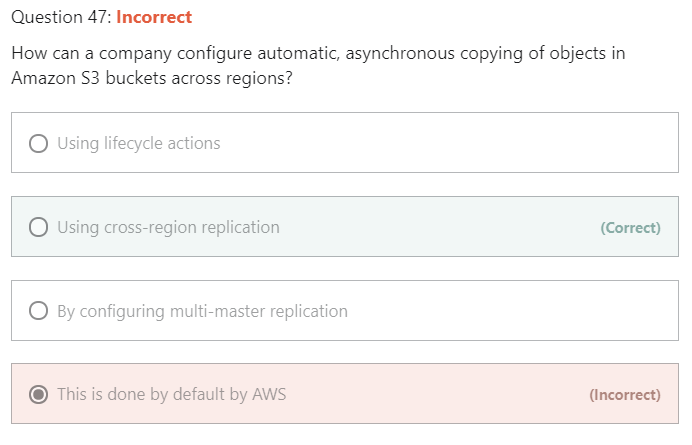 Question 47: Incorrect
How can a company configure automatic, asynchronous copying of objects in
Amazon S3 buckets across regions?
Using lifecycle actions
Using cross-region replication (Correct)
By configuring multi-master replication
This is done by default by AWS (Incorrect)